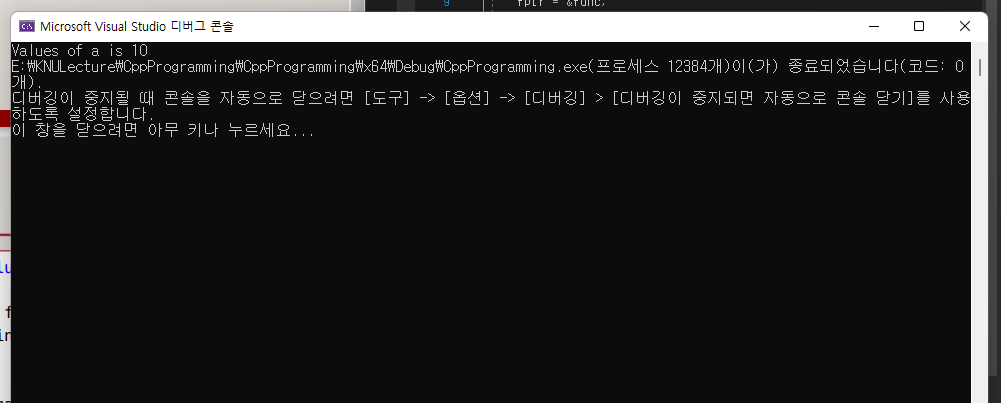 9 fptr = &func;
Microsoft Visual Studio 디버그 콘솔
Values of a is 10
E:\KNULecture\CppProgramming\CppProgramming\x64\Debug\CppProgramming.exe(프로세스 12384개)이(가) 종료되었습니다(코드: 0
개).
디버깅이 중지될 때 콘솔을 자동으로 닫으려면 [도구] -> [옵션] -> [디버깅] > [디버깅이 중지되면 자동으로 콘솔 닫기]를 사용
하도록 설정합니다.
이 창을 닫으려면 아무 키나 누르세요...